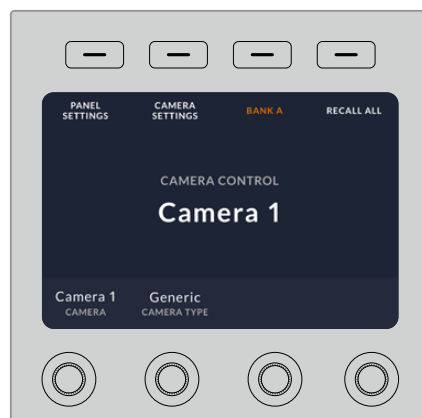 PANEL
SETTINGS
CAMERA
SETTINGS
BANK A
RECALL ALL
CAMERA CONTROL
Camera 1
Camera 1
CAMERA
Generic
CAMERA TYPE